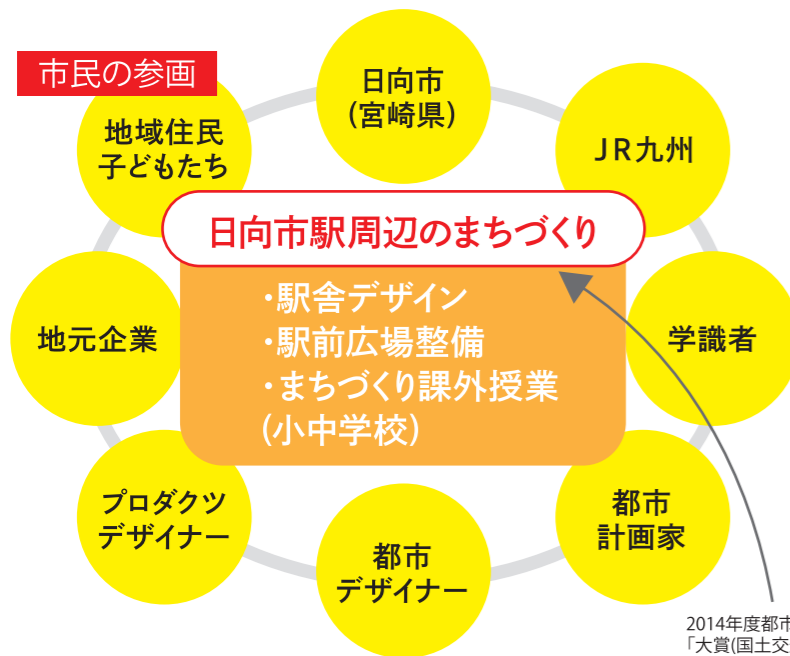 市民の参画
日向市
(宮崎県)
地域住民
子どもたち
JR九州
日向市駅周辺のまちづくり
・駅舎デザイン
・駅前広場整備
・まちづくり課外授業
(小中学校)
地元企業
学識者
プロダクツ
デザイナー
都市
デザイナー
都市
計画家
2014年度都市
「大賞(国土交